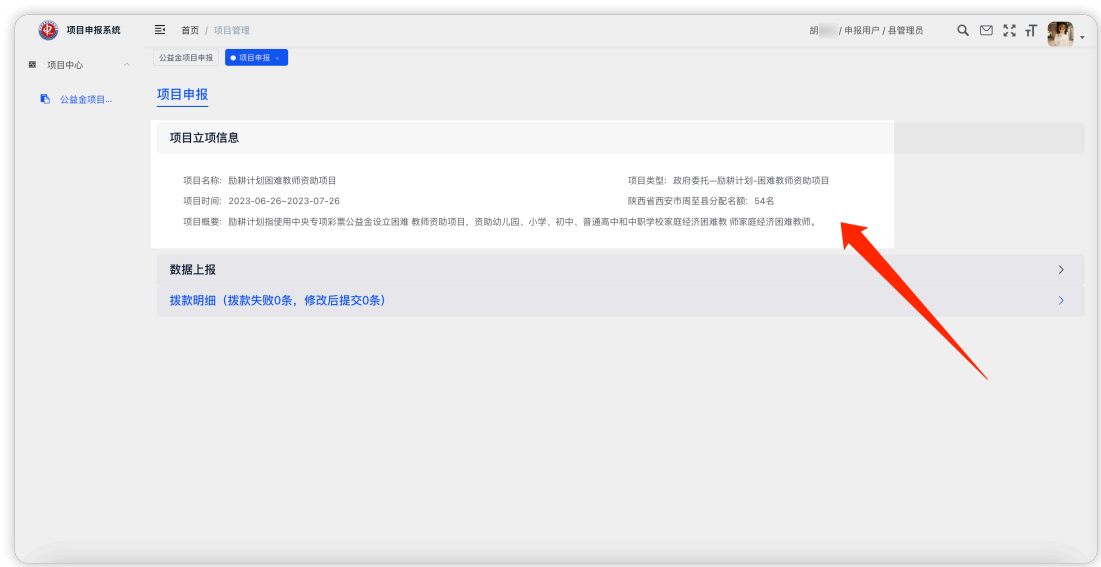 项目申报系统
首页 / 项目管理
胡 / 申报用户 / 县管理员
项目中心
公益金项目申报
项目申报 ×
公益金项目...
项目申报
项目立项信息
项目名称: 励耕计划困难教师资助项目
项目类型: 政府委托—励耕计划-困难教师资助项目
项目时间: 2023-06-26~2023-07-26
陕西省西安市周至县分配名额: 54名
项目概要: 励耕计划指使用中央专项彩票公益金设立困难 教师资助项目，资助幼儿园、小学、初中、普通高中和中职学校家庭经济困难教 师家庭经济困难教师。
数据上报
拨款明细（拨款失败0条，修改后提交0条）